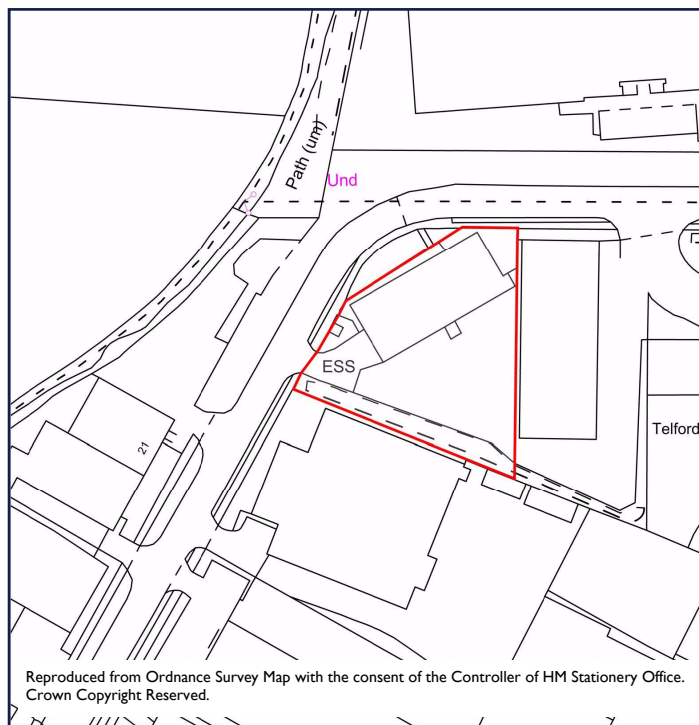 Path (um)
Und
ESS
Telford
21
Reproduced from Ordnance Survey Map with the consent of the Controller of HM Stationery Office.
Crown Copyright Reserved.